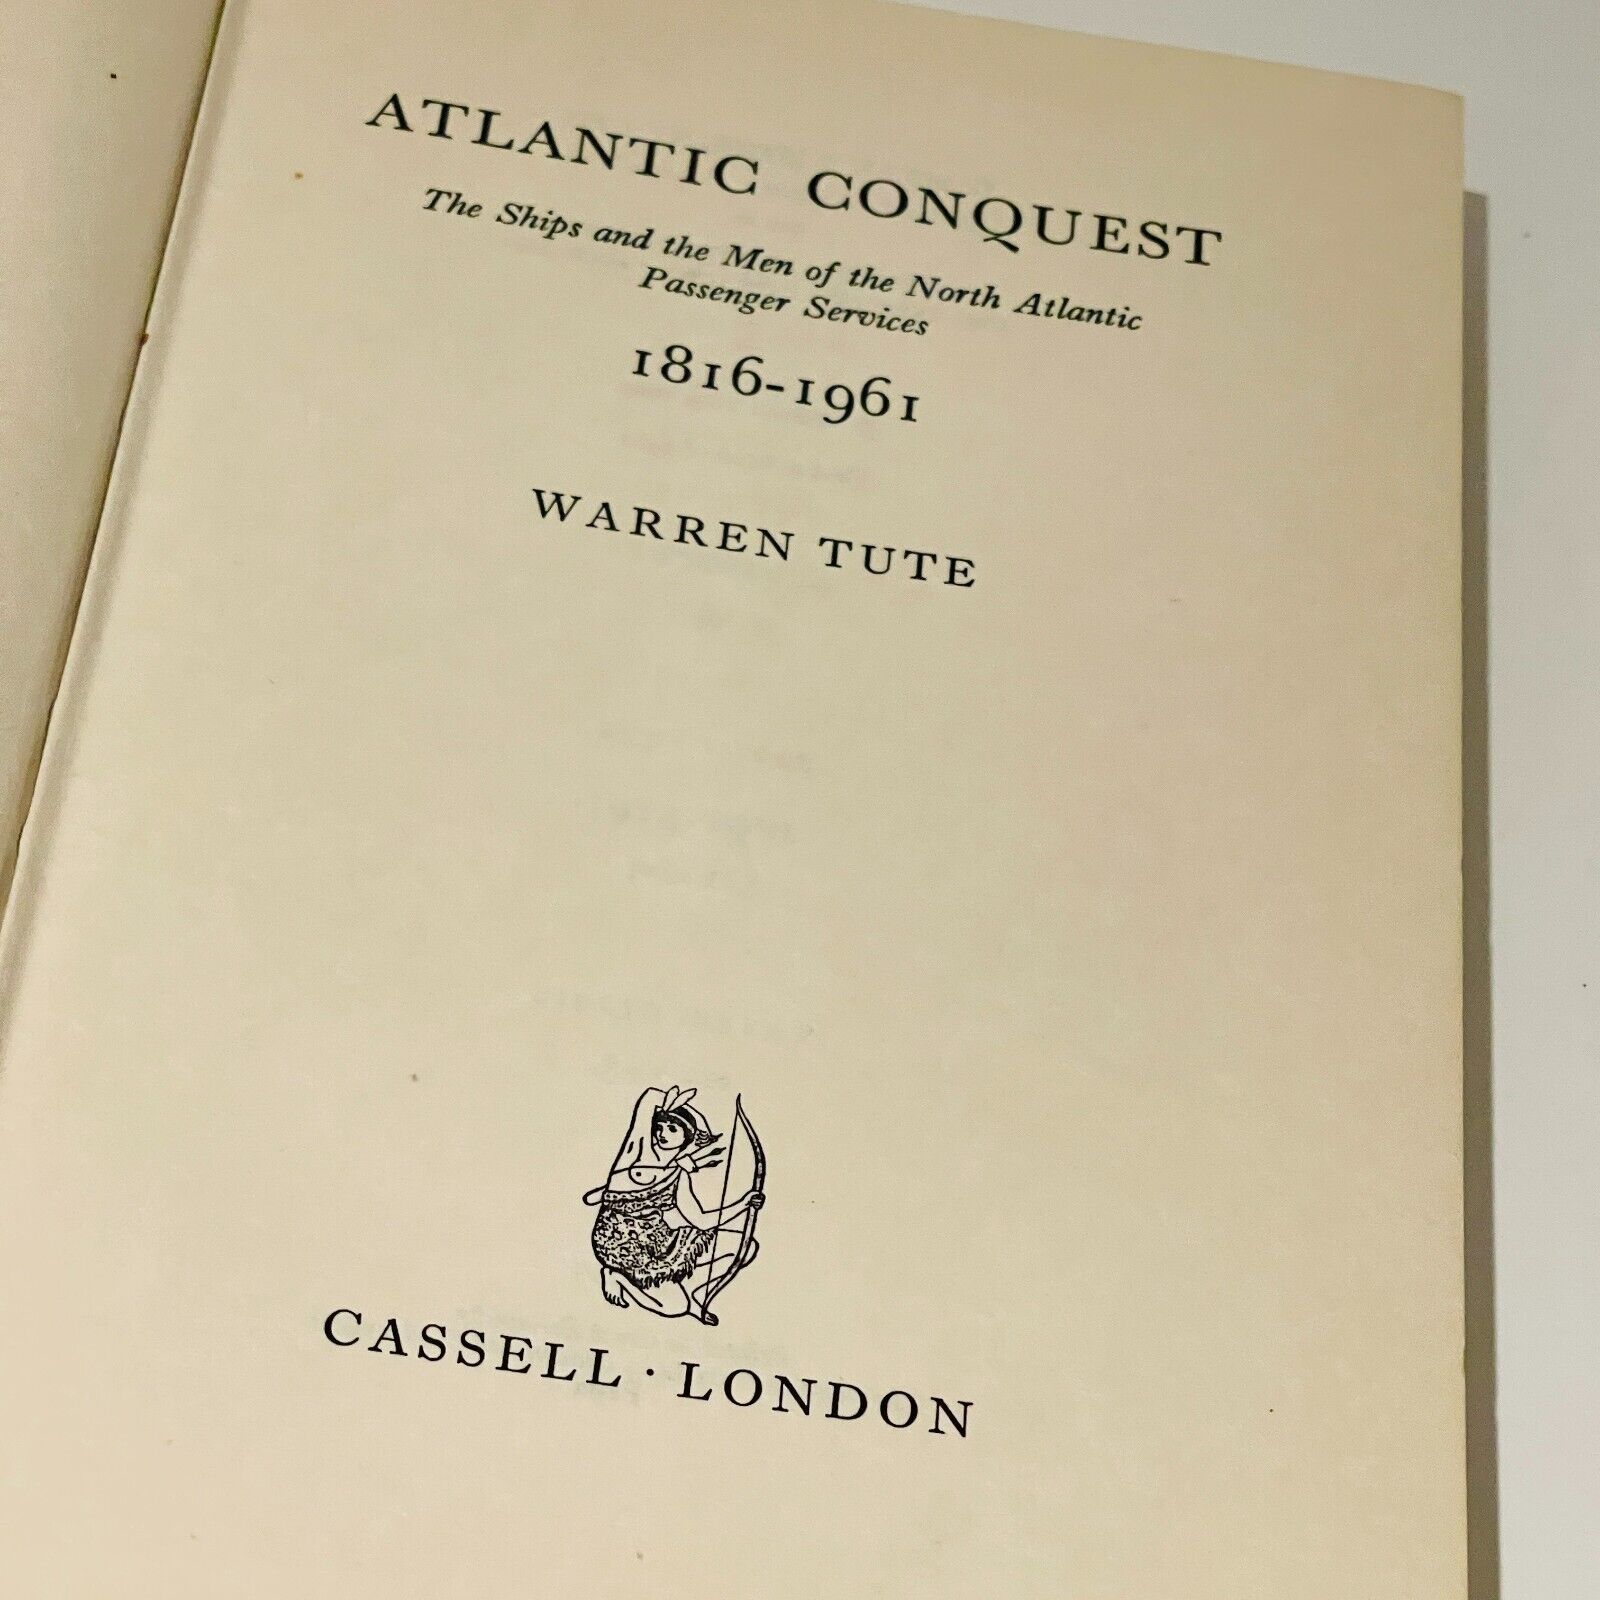 ATLANTIC CONQUEST
The Ships and the Men of the North Atlantic
Passenger Services
1816-1961
WARREN TUTE
CASSELL · LONDON